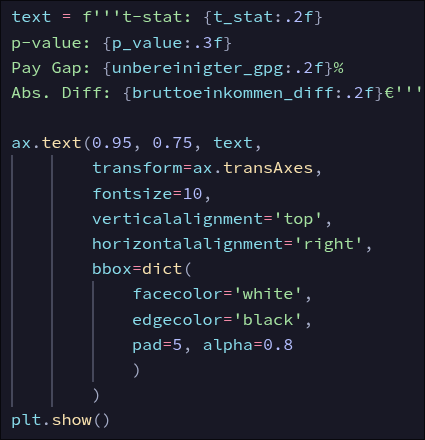 text = f'''t-stat: {t_stat:.2f}
p-value: {p_value:.3f}
Pay Gap: {unbereinigter_gpg:.2f}%
Abs. Diff: {bruttoeinkommen_diff:.2f}€'''
ax.text(0.95, 0.75, text,
transform=ax.transAxes,
fontsize=10,
verticalalignment='top',
horizontalalignment='right',
bbox=dict(
facecolor='white',
edgecolor='black',
pad=5, alpha=0.8
)
)
plt.show()